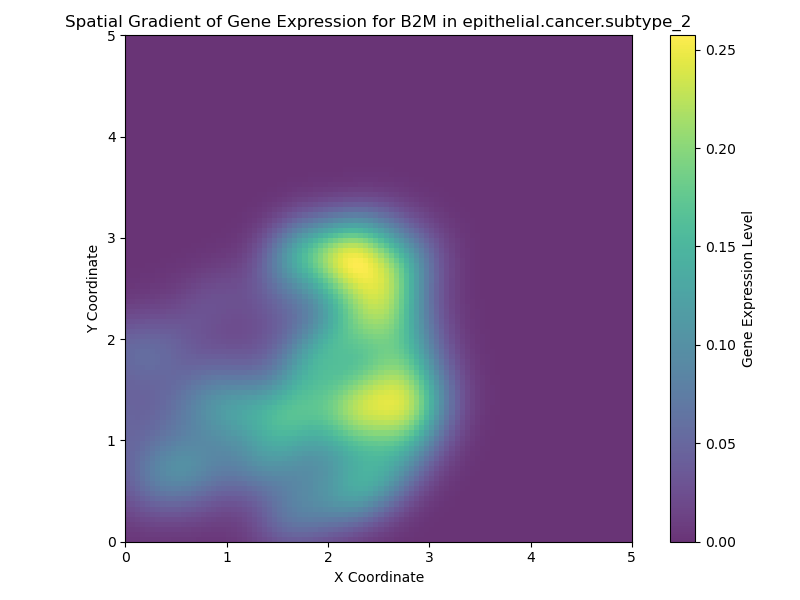 Spatial Gradient of Gene Expression for B2M in epithelial.cancer.subtype_2
5
4
3
2
1
0
0 1 2 3 4 5
Y Coordinate
X Coordinate
0.25
0.20
0.15
0.10
0.05
0.00
Gene Expression Level